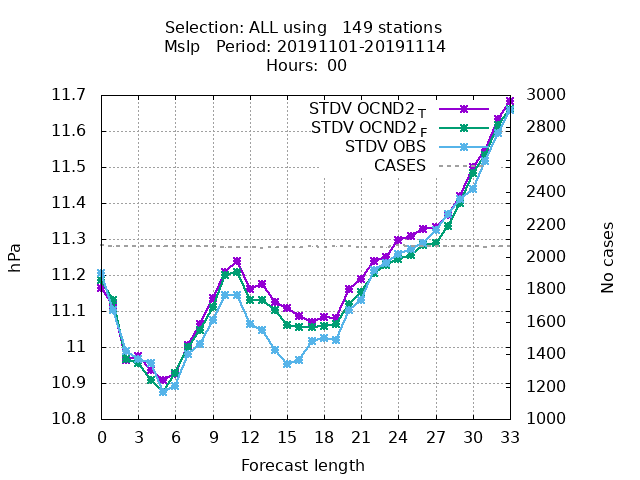 Selection: ALL using   149 stations
Mslp   Period: 20191101-20191114
Hours: 00
11.7
11.6
11.5
11.4
11.3
11.2
11.1
11
10.9
10.8
hPa
STDV OCND2 T
STDV OCND2 F
STDV OBS
CASES
3000
2800
2600
2400
2200
2000
1800
1600
1400
1200
1000
No cases
0 3 6 9 12 15 18 21 24 27 30 33
Forecast length